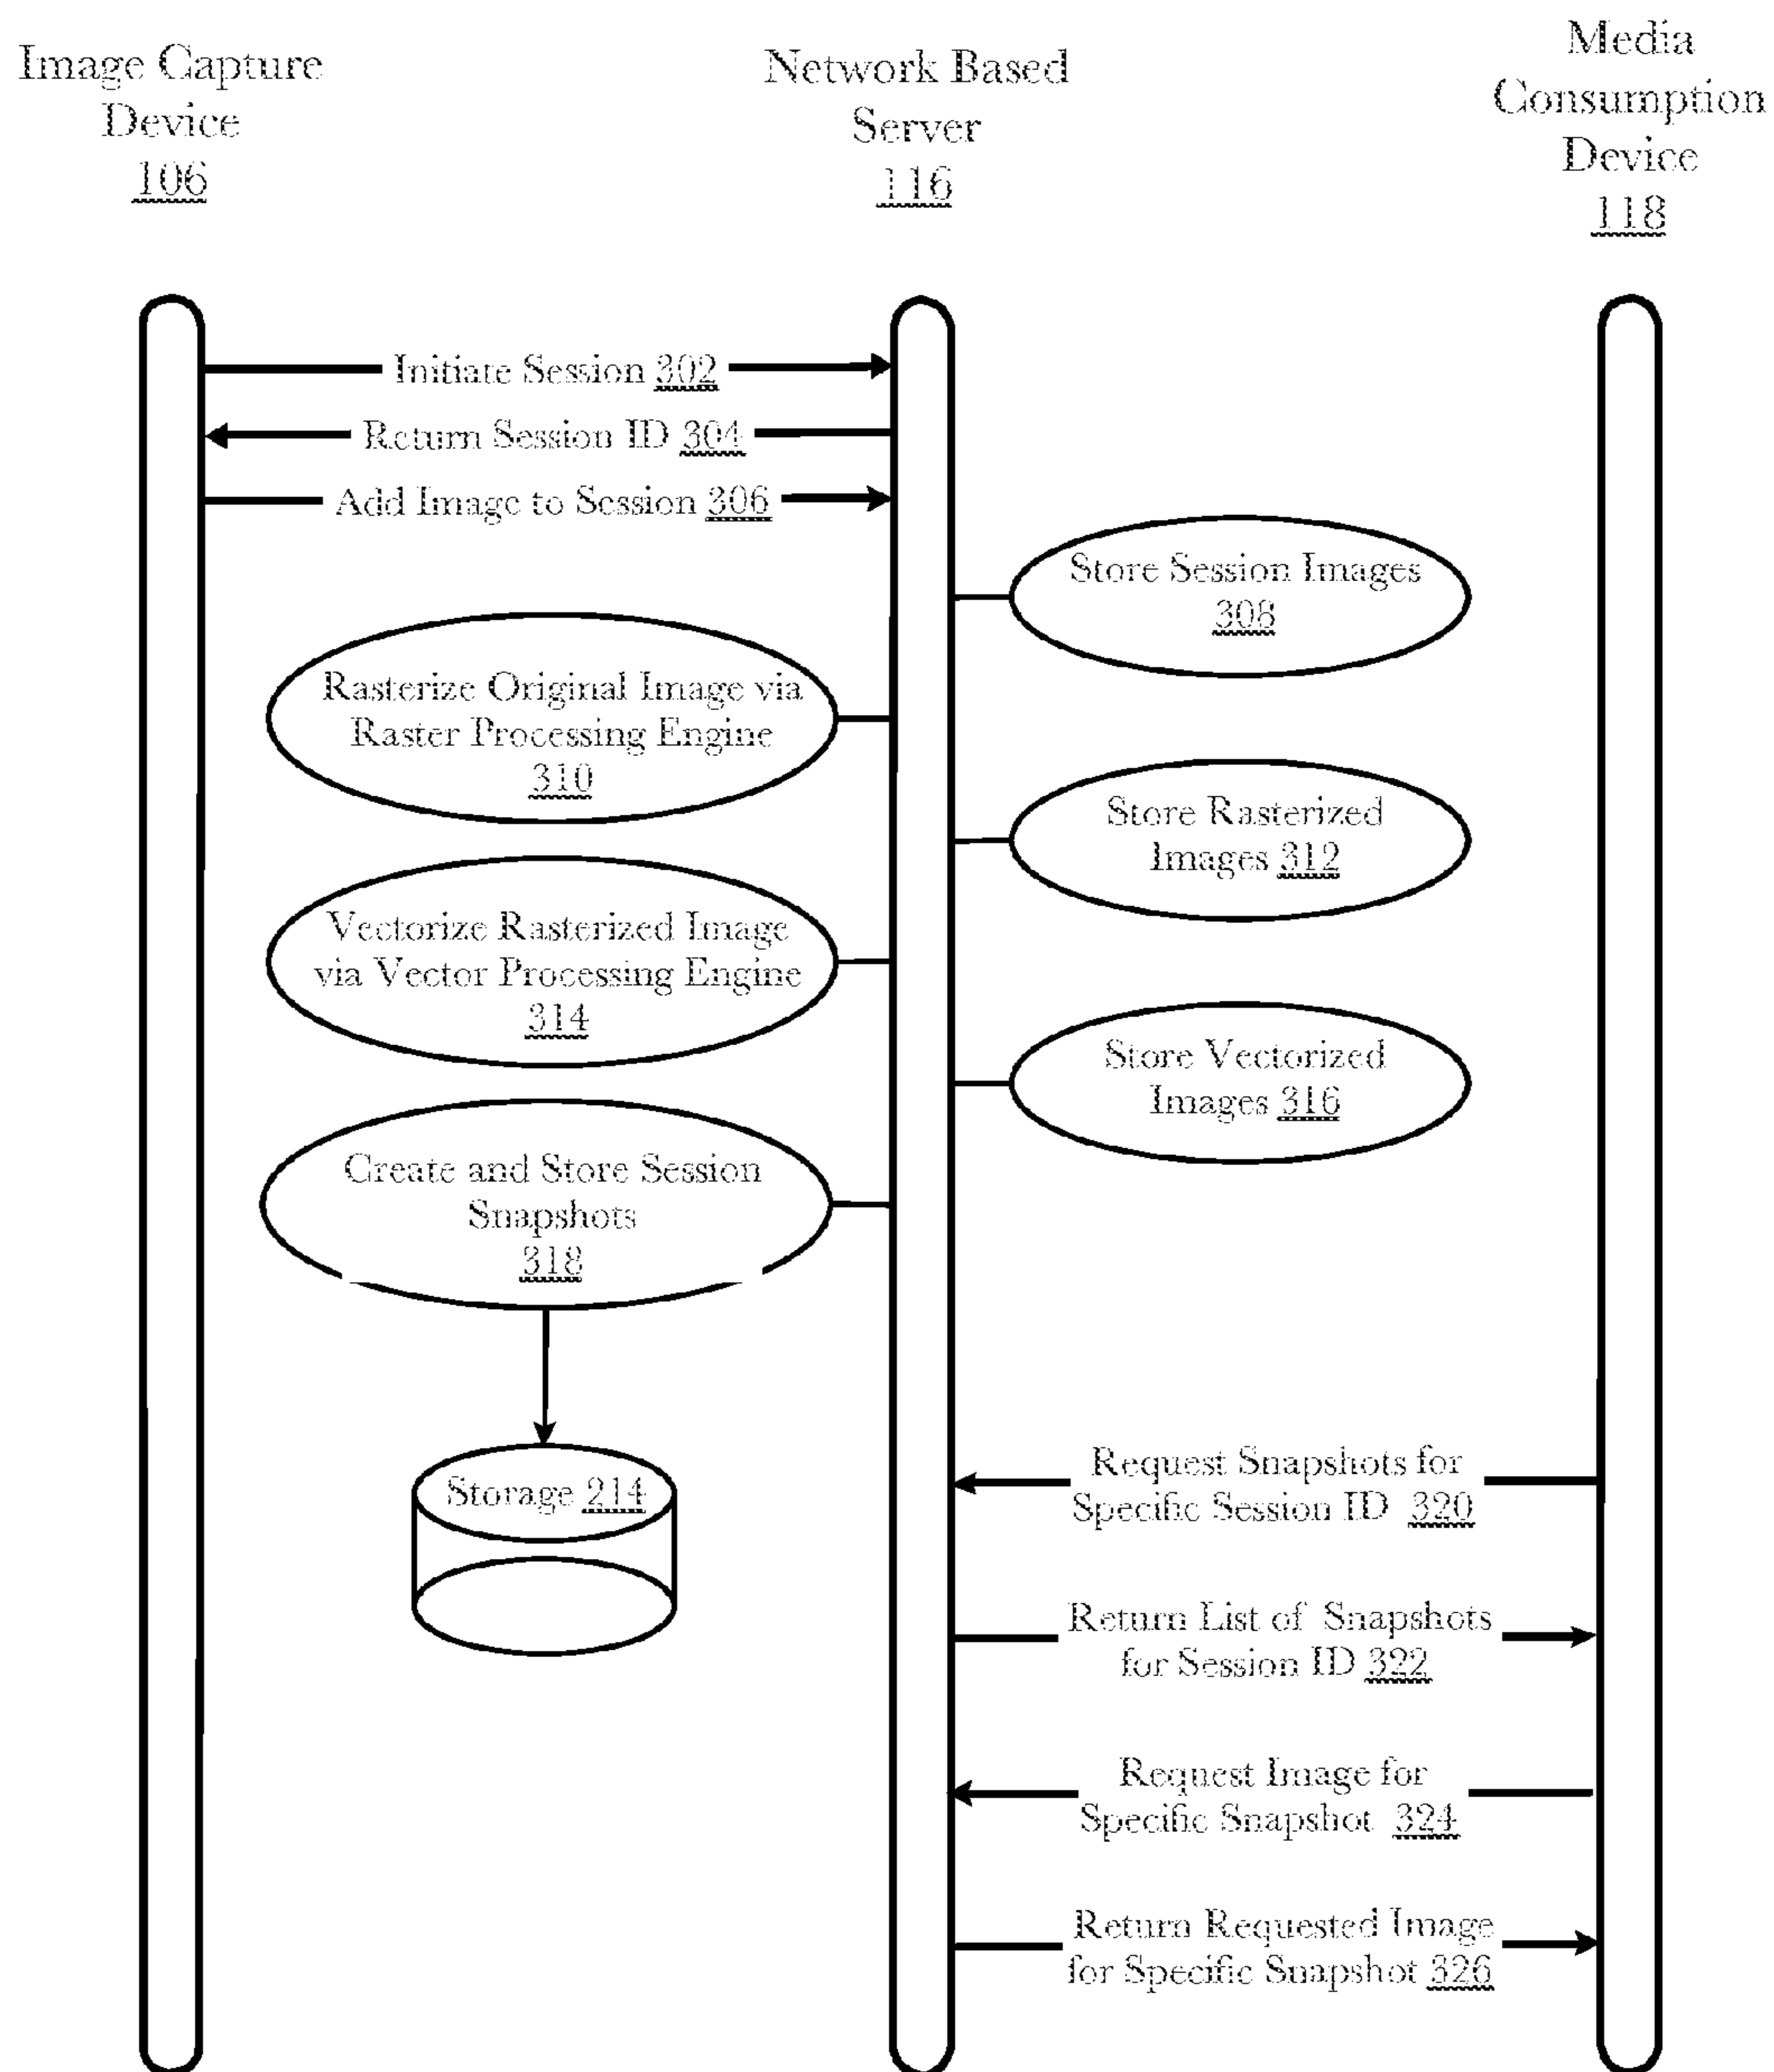 Image Capture
Device
106
Network Based
Server
116
Media
Consumption
Device
118
Initiate Session 302
Return Session ID 304
Add Image to Session 306
Store Session Images
308
Rasterize Original Image via
Raster Processing Engine
310
Store Rasterized
Images 312
Vectorize Rasterized Image
via Vector Processing Engine
314
Store Vectorized
Images 316
Create and Store Session
Snapshots
318
Storage 214
Request Snapshots for
Specific Session ID 320
Return List of Snapshots
for Session ID 322
Request Image for
Specific Snapshot 324
Return Requested Image
for Specific Snapshot 326